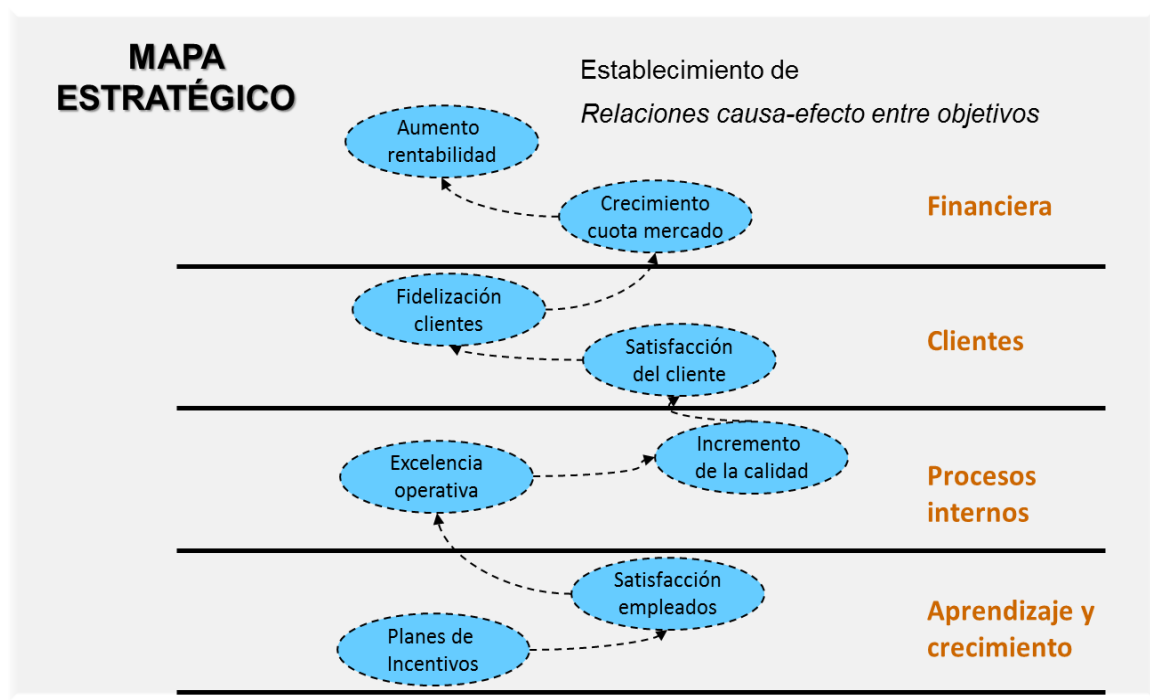 MAPA
ESTRATÉGICO
Establecimiento de
Relaciones causa-efecto entre objetivos
Aumento
rentabilidad
Crecimiento
cuota mercado
Financiera
Fidelización
clientes
Satisfacción
del cliente
Clientes
Excelencia
operativa
Incremento
de la calidad
Procesos
internos
Satisfacción
empleados
Planes de
Incentivos
Aprendizaje y
crecimiento